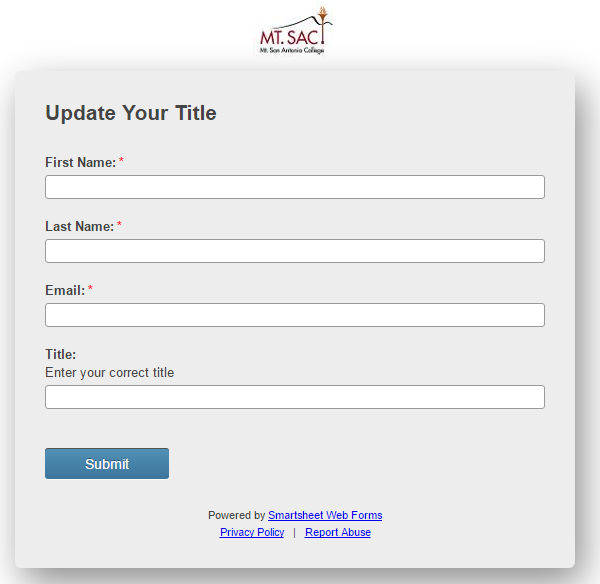 MT. SAC
Mt. San Antonio College
Update Your Title
First Name: *
Last Name: *
Email: *
Title:
Enter your correct title
Submit
Powered by Smartsheet Web Forms
Privacy Policy | Report Abuse